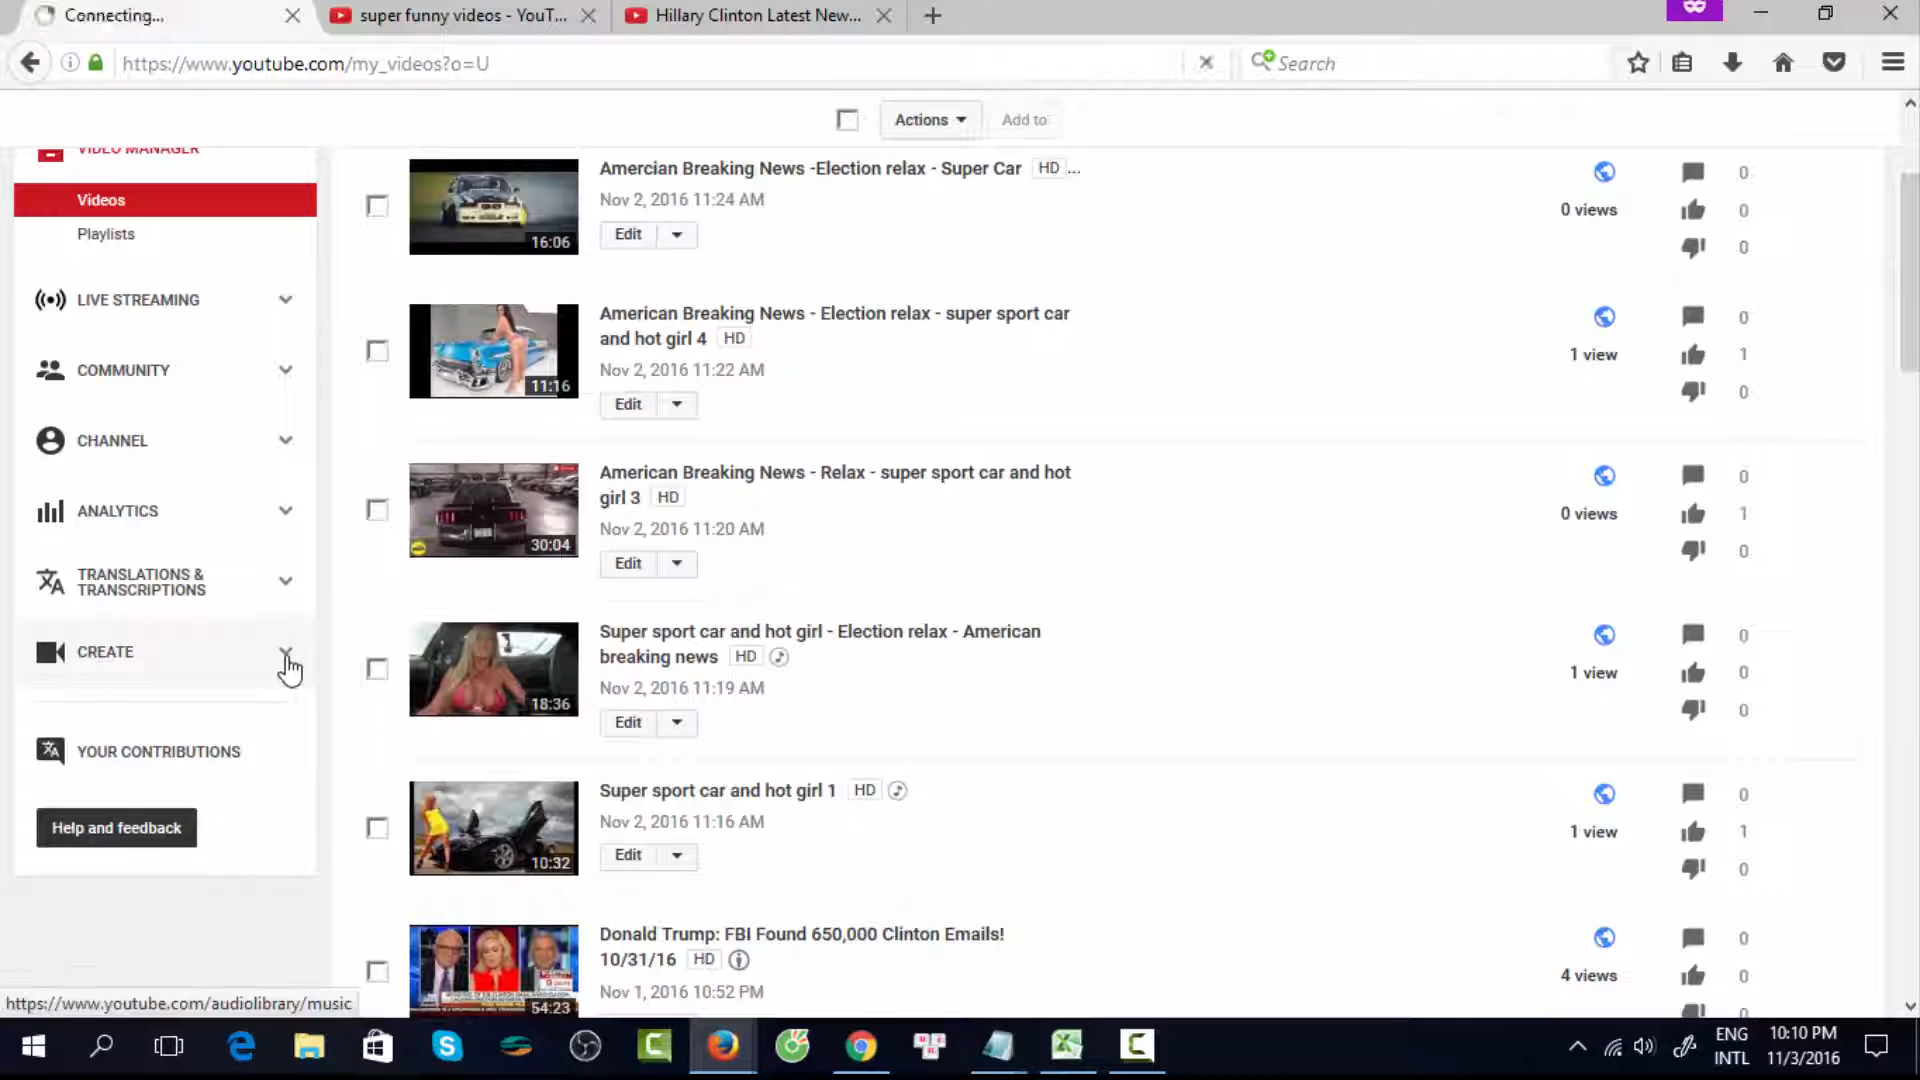 Connecting...
super funny videos - YouT...
Hillary Clinton Latest New...
https://www.youtube.com/my_videos?o=U
Search
Actions
Add to
VIDEO MANAGER
Videos
Playlists
LIVE STREAMING
COMMUNITY
CHANNEL
ANALYTICS
TRANSLATIONS &
TRANSCRIPTIONS
CREATE
YOUR CONTRIBUTIONS
Help and feedback
16:06
Amercian Breaking News -Election relax - Super Car HD ...
Nov 2, 2016 11:24 AM
Edit
0 views
0
0
0
11:16
American Breaking News - Election relax - super sport car
and hot girl 4 HD
Nov 2, 2016 11:22 AM
Edit
1 view
0
1
0
30:04
American Breaking News - Relax - super sport car and hot
girl 3 HD
Nov 2, 2016 11:20 AM
Edit
0 views
0
1
0
18:36
Super sport car and hot girl - Election relax - American
breaking news HD
Nov 2, 2016 11:19 AM
Edit
1 view
0
0
0
10:32
Super sport car and hot girl 1 HD
Nov 2, 2016 11:16 AM
Edit
1 view
0
1
0
54:23
Donald Trump: FBI Found 650,000 Clinton Emails!
10/31/16 HD
Nov 1, 2016 10:52 PM
4 views
0
0
0
https://www.youtube.com/audiolibrary/music
ENG
INTL
10:10 PM
11/3/2016